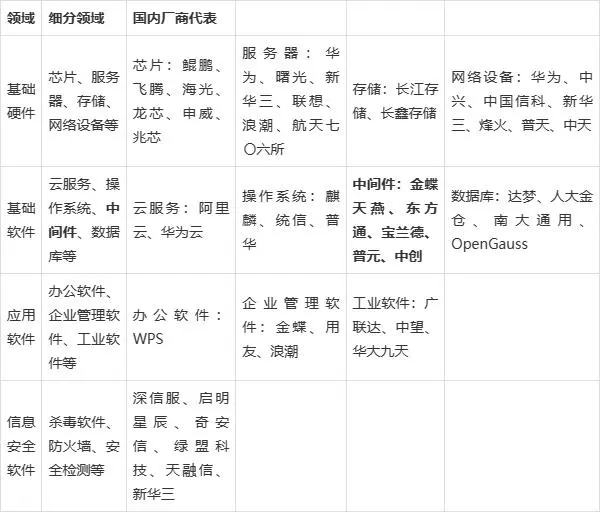 领域 细分领域 国内厂商代表
基础
硬件
芯片、服务
器、存储、
网络设备等
芯片：鲲鹏、
飞腾、海光、
龙芯、申威、
兆芯
服务器：华
为、曙光、新
华三、联想、
浪潮、航天七
〇六所
存储：长江存
储、长鑫存储
网络设备：华为、中
兴、中国信科、新华
三、烽火、普天、中天
基础
软件
云服务、操
作系统、中
间件、数据
库等
云服务：阿里
云、华为云
操作系统：麒
麟、统信、普
华
中间件：金蝶
天燕、东方
通、宝兰德、
普元、中创
数据库：达梦、人大金
仓、南大通用、
OpenGauss
应用
软件
办公软件、
企业管理软
件、工业软
件等
办公软件：
WPS
企业管理软
件：金蝶、用
友、浪潮
工业软件：广
联达、中望、
华大九天
信息
安全
软件
杀毒软件、
防火墙、安
全检测等
深信服、启明
星辰、奇安
信、绿盟科
技、天融信、
新华三